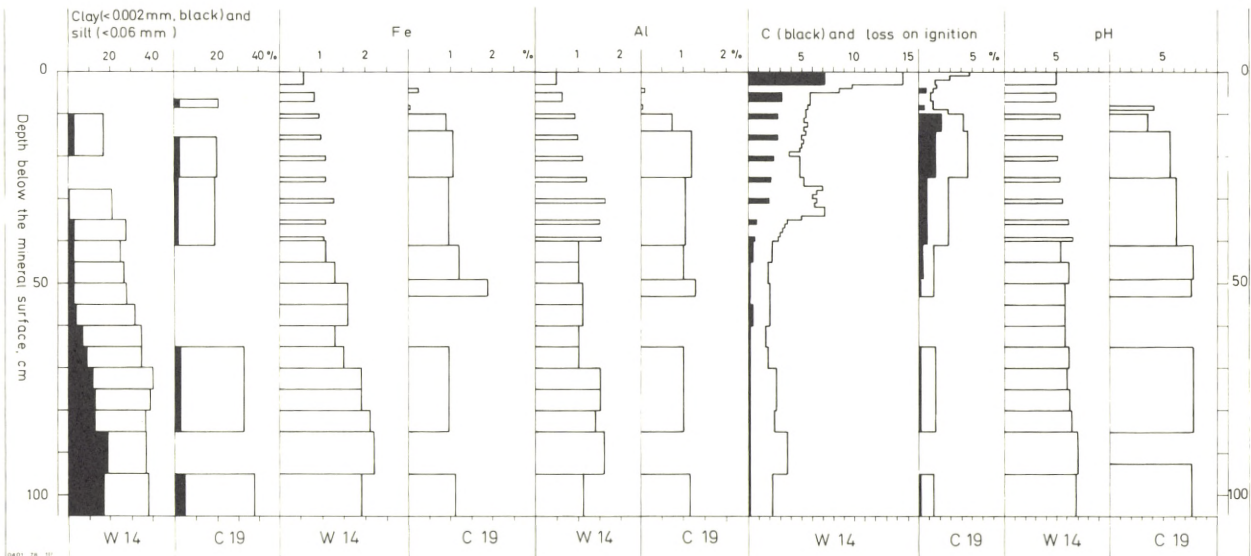 Clay(<0.002mm, black) and
silt (<0.06 mm)
Fe
Al
C (black) and loss on ignition
pH
20 40 20 40 %
1 2 1 2 %
1 2 1 2 %
5 10 15 5 %
5 5
0 0
50 50
100 100
Depth below the mineral surface, cm
W 14 C 19 W 14 C 19 W 14 C 19 W 14 C 19 W 14 C 19